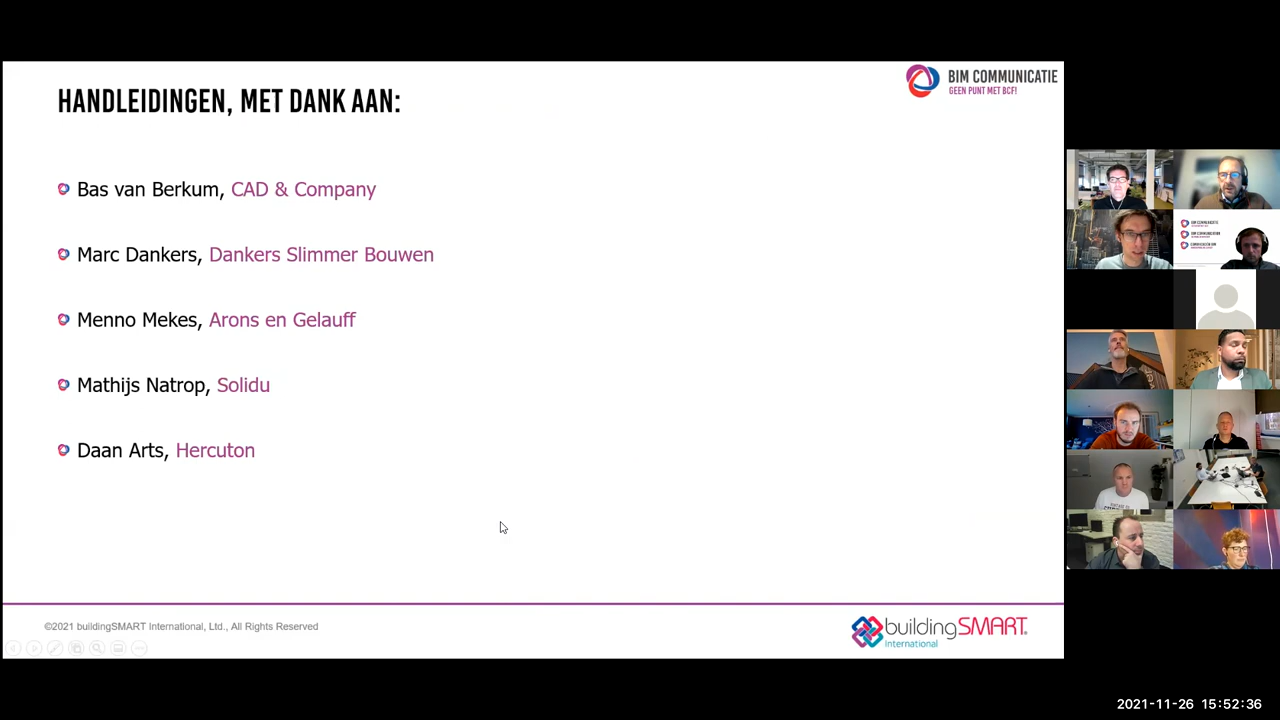 HANDLEIDINGEN, MET DANK AAN:
BIM COMMUNICATIE
GEEN PUNT MET BCF!
Bas van Berkum, CAD & Company
Marc Dankers, Dankers Slimmer Bouwen
Menno Mekes, Arons en Gelauff
Mathijs Natrop, Solidu
Daan Arts, Hercuton
©2021 buildingSMART International, Ltd., All Rights Reserved
buildingSMART®
International
2021-11-26 15:52:36